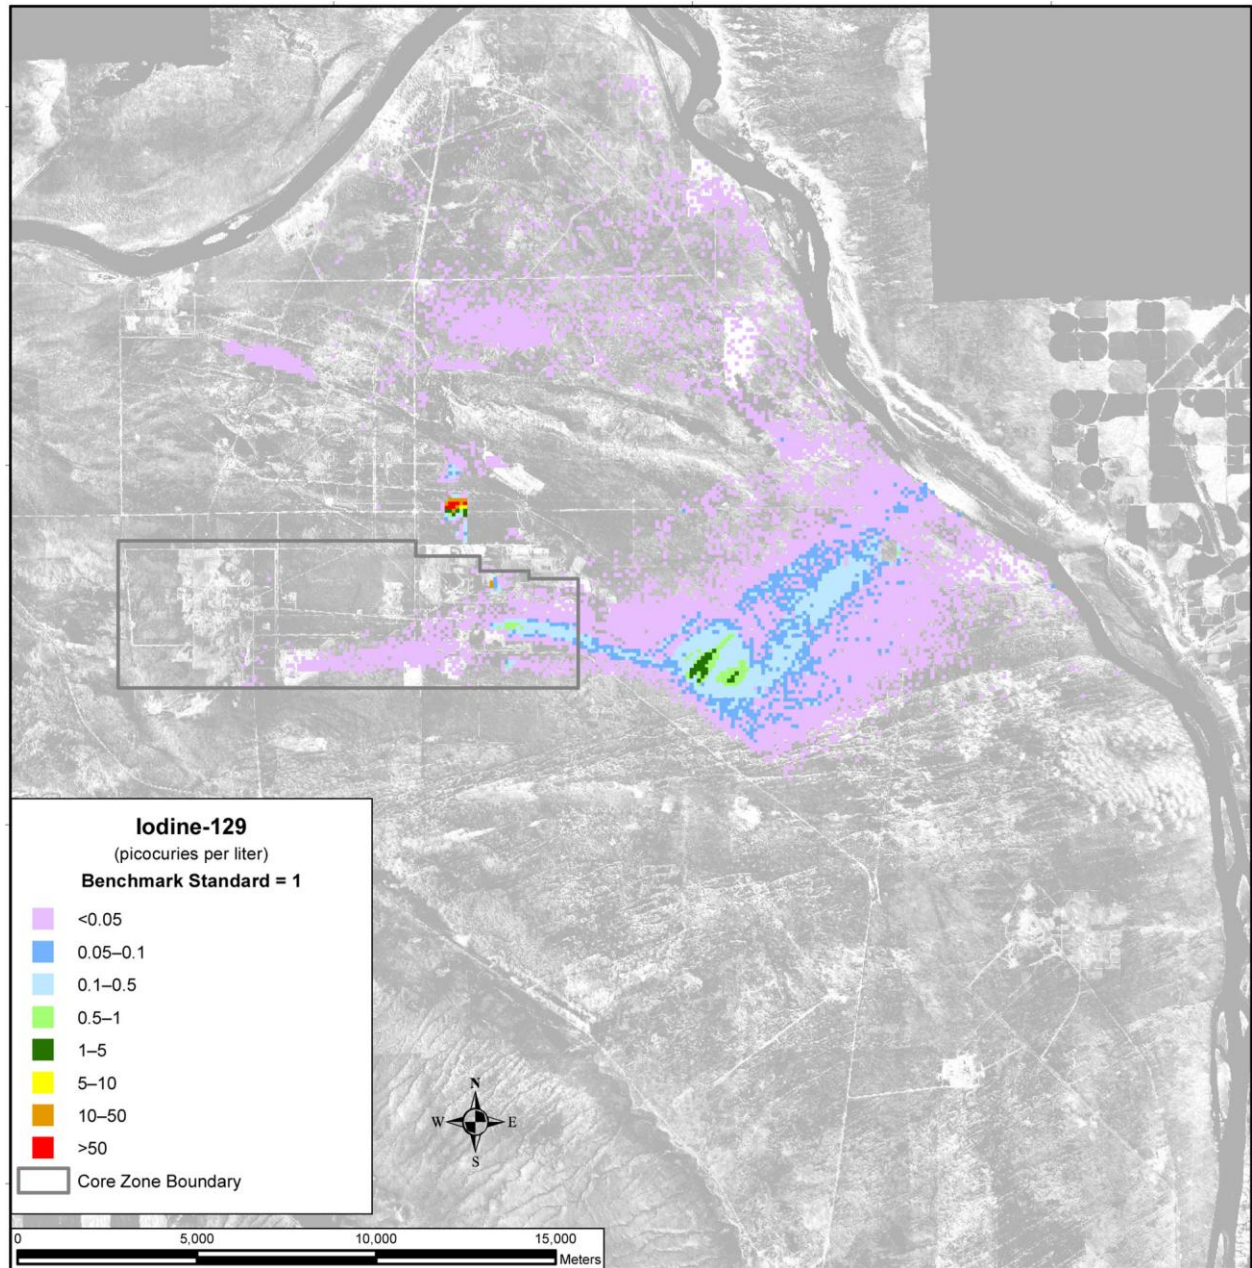 Iodine-129
(picocuries per liter)
Benchmark Standard = 1
<0.05
0.05–0.1
0.1–0.5
0.5–1
1–5
5–10
10–50
>50
Core Zone Boundary
N
W E
S
0 5,000 10,000 15,000
Meters